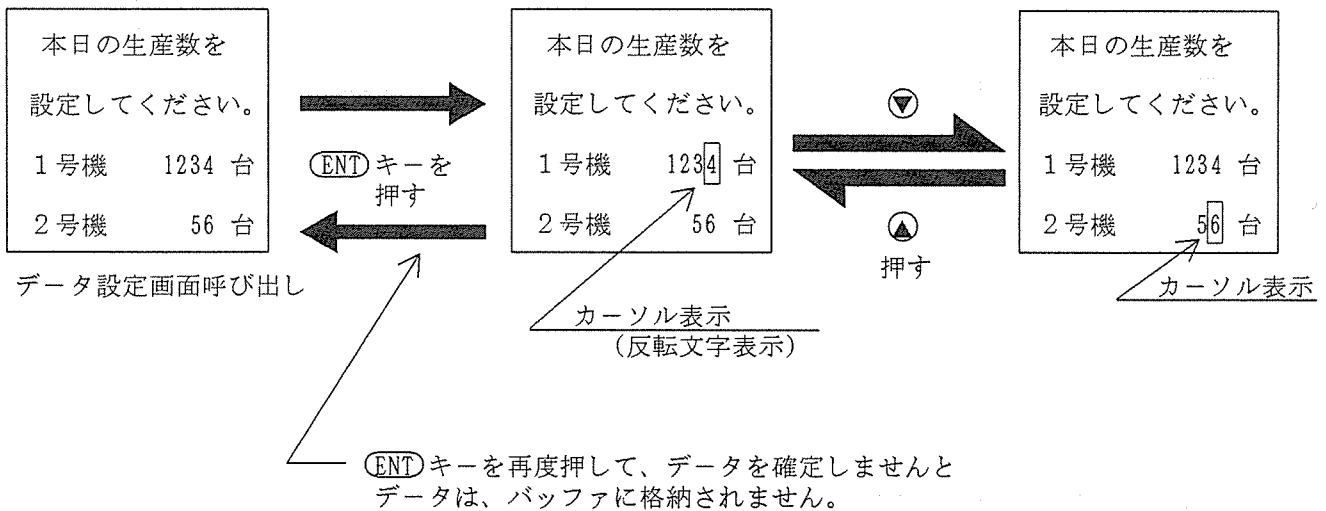 本日の生産数を
設定してください。
1号機 1234 台
2号機 56 台
データ設定画面呼び出し
ENTキーを
押す
本日の生産数を
設定してください。
1号機 1234 台
2号機 56 台
カーソル表示
(反転文字表示)
▼
▲
押す
本日の生産数を
設定してください。
1号機 1234 台
2号機 56 台
カーソル表示
ENTキーを再度押して、データを確定しませんと
データは、バッファに格納されません。